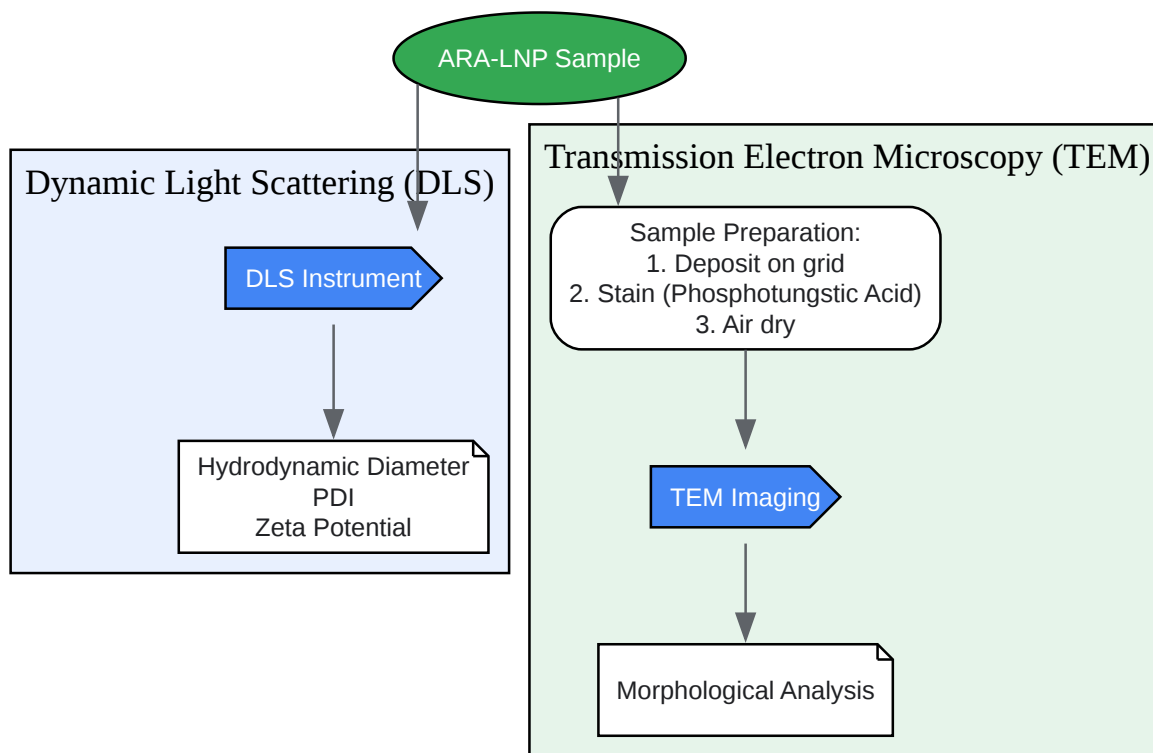 ARA-LNP Sample
Dynamic Light Scattering (DLS)
DLS Instrument
Hydrodynamic Diameter
PDI
Zeta Potential
Transmission Electron Microscopy (TEM)
Sample Preparation:
1. Deposit on grid
2. Stain (Phosphotungstic Acid)
3. Air dry
TEM Imaging
Morphological Analysis